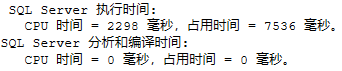 SQL Server 执行时间:
CPU 时间 = 2298 毫秒，占用时间 = 7536 毫秒。
SQL Server 分析和编译时间:
CPU 时间 = 0 毫秒，占用时间 = 0 毫秒。